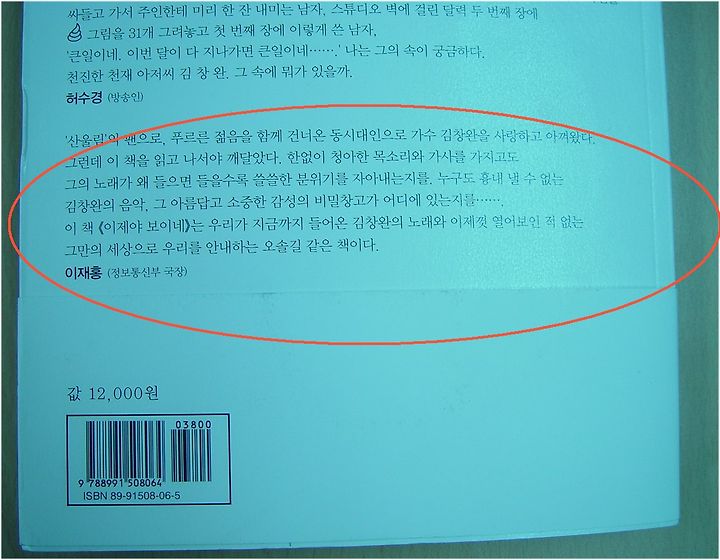 싸들고 가서 주인한테 미리 한 잔 내미는 남자, 스튜디오 벽에 걸린 달력 두 번째 장에
그림을 31개 그려놓고 첫 번째 장에 이렇게 쓴 남자.
'큰일이네. 이번 달이 다 지나가면 큰일이네…….' 나는 그의 속이 궁금하다.
천진한 천재 아저씨 김 창 완. 그 속에 뭐가 있을까.
허수경 (방송인)
'산울림'의 팬으로, 푸르른 젊음을 함께 건너온 동시대인으로 가수 김창완을 사랑하고 아껴왔다.
그런데 이 책을 읽고 나서야 깨달았다. 한없이 청아한 목소리와 가사를 가지고도
그의 노래가 왜 들으면 들을수록 쓸쓸한 분위기를 자아내는지를. 누구도 흉내 낼 수 없는
김창완의 음악, 그 아름답고 소중한 감성의 비밀창고가 어디에 있는지를…….
이 책 《이제야 보이네》는 우리가 지금까지 들어온 김창완의 노래와 이제껏 열어보인 적 없는
그만의 세상으로 우리를 안내하는 오솔길 같은 책이다.
이재홍 (정보통신부 국장)
값 12,000원
03800
9 788991 508064
ISBN 89-91508-06-5